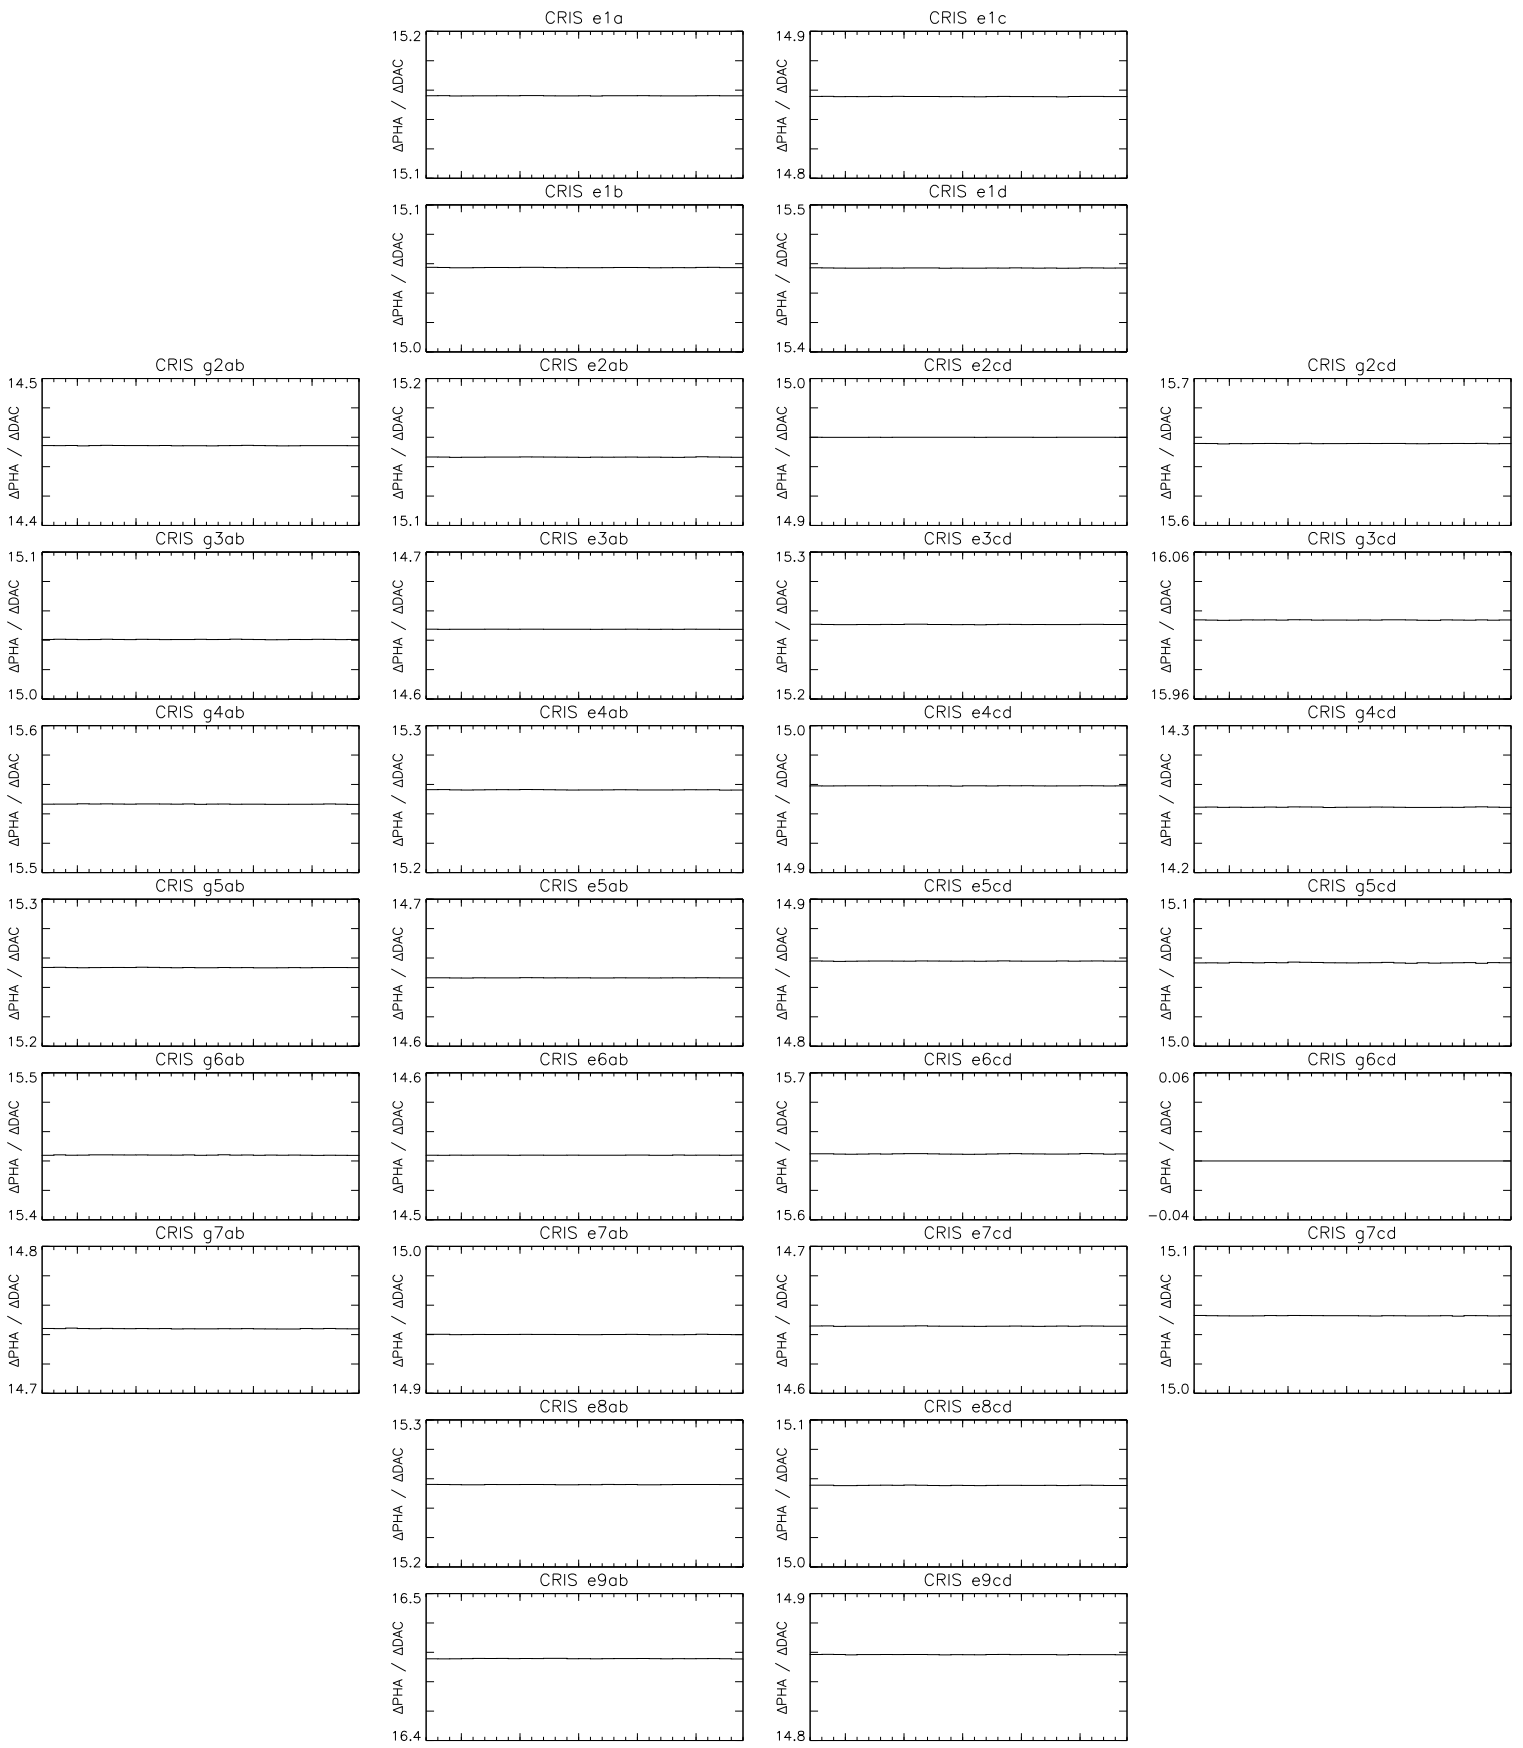 CRIS e1a
15.2
ΔPHA / ΔDAC
15.1
CRIS e1c
14.9
ΔPHA / ΔDAC
14.8
CRIS e1b
15.1
ΔPHA / ΔDAC
15.0
CRIS e1d
15.5
ΔPHA / ΔDAC
15.4
CRIS g2ab
14.5
ΔPHA / ΔDAC
14.4
CRIS e2ab
15.2
ΔPHA / ΔDAC
15.1
CRIS e2cd
15.0
ΔPHA / ΔDAC
14.9
CRIS g2cd
15.7
ΔPHA / ΔDAC
15.6
CRIS g3ab
15.1
ΔPHA / ΔDAC
15.0
CRIS e3ab
14.7
ΔPHA / ΔDAC
14.6
CRIS e3cd
15.3
ΔPHA / ΔDAC
15.2
CRIS g3cd
16.06
ΔPHA / ΔDAC
15.96
CRIS g4ab
15.6
ΔPHA / ΔDAC
15.5
CRIS e4ab
15.3
ΔPHA / ΔDAC
15.2
CRIS e4cd
15.0
ΔPHA / ΔDAC
14.9
CRIS g4cd
14.3
ΔPHA / ΔDAC
14.2
CRIS g5ab
15.3
ΔPHA / ΔDAC
15.2
CRIS e5ab
14.7
ΔPHA / ΔDAC
14.6
CRIS e5cd
14.9
ΔPHA / ΔDAC
14.8
CRIS g5cd
15.1
ΔPHA / ΔDAC
15.0
CRIS g6ab
15.5
ΔPHA / ΔDAC
15.4
CRIS e6ab
14.6
ΔPHA / ΔDAC
14.5
CRIS e6cd
15.7
ΔPHA / ΔDAC
15.6
CRIS g6cd
0.06
ΔPHA / ΔDAC
−0.04
CRIS g7ab
14.8
ΔPHA / ΔDAC
14.7
CRIS e7ab
15.0
ΔPHA / ΔDAC
14.9
CRIS e7cd
14.7
ΔPHA / ΔDAC
14.6
CRIS g7cd
15.1
ΔPHA / ΔDAC
15.0
CRIS e8ab
15.3
ΔPHA / ΔDAC
15.2
CRIS e8cd
15.1
ΔPHA / ΔDAC
15.0
CRIS e9ab
16.5
ΔPHA / ΔDAC
16.4
CRIS e9cd
14.9
ΔPHA / ΔDAC
14.8